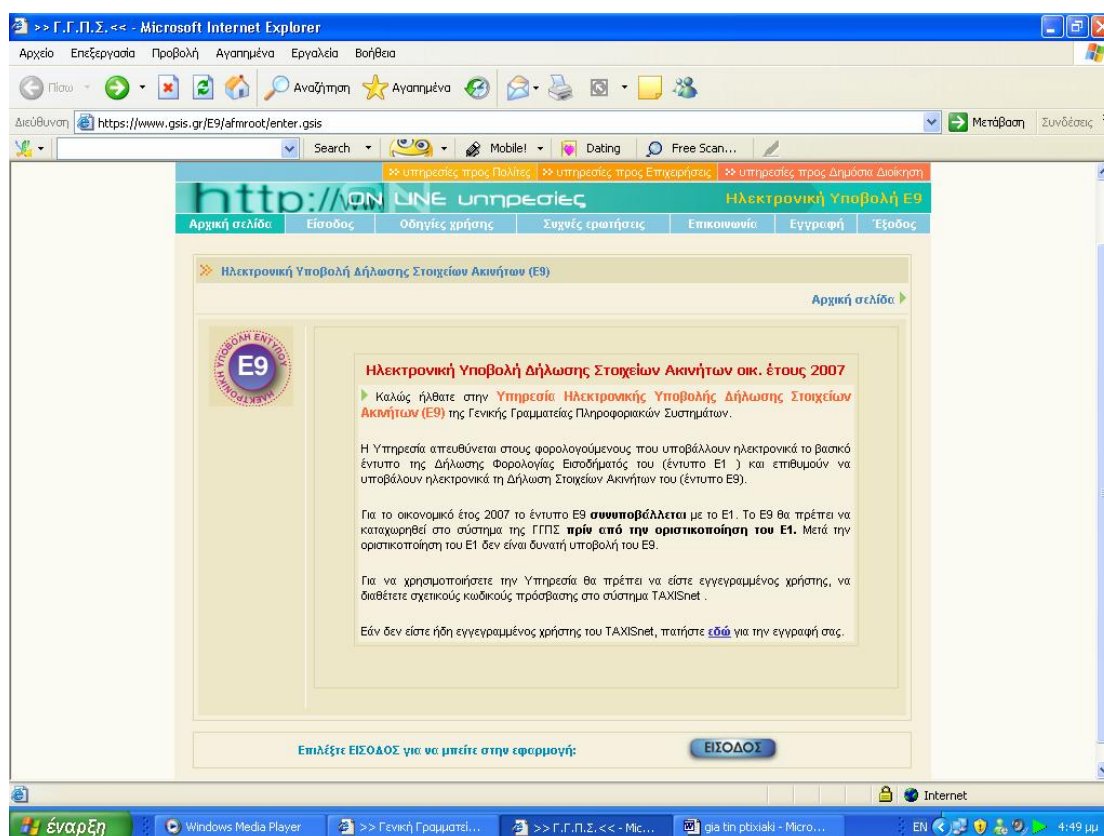 >> Γ.Γ.Π.Σ. << - Microsoft Internet Explorer
Αρχείο Επεξεργασία Προβολή Αγαπημένα Εργαλεία Βοήθεια
Πίσω Αναζήτηση Αγαπημένα
Διεύθυνση https://www.gsis.gr/E9/afmroot/enter.gsis Μετάβαση Συνδέσεις
Search Mobile! Dating Free Scan...
>> υπηρεσίες προς Πολίτες >> υπηρεσίες προς Επιχειρήσεις >> υπηρεσίες προς Δημόσια Διοίκηση
http://www ON LINE υπηρεσίες Ηλεκτρονική Υποβολή Ε9
Αρχική σελίδα Είσοδος Οδηγίες χρήσης Συχνές ερωτήσεις Επικοινωνία Εγγραφή Έξοδος
Ηλεκτρονική Υποβολή Δήλωσης Στοιχείων Ακινήτων (Ε9)
Αρχική σελίδα
ΗΛΕΚΤΡΟΝΙΚΗ ΥΠΟΒΟΛΗ ΕΝΤΥΠΟΥ
Ε9
Ηλεκτρονική Υποβολή Δήλωσης Στοιχείων Ακινήτων οικ. έτους 2007
Καλώς ήλθατε στην Υπηρεσία Ηλεκτρονικής Υποβολής Δήλωσης Στοιχείων
Ακινήτων (Ε9) της Γενικής Γραμματείας Πληροφοριακών Συστημάτων.
Η Υπηρεσία απευθύνεται στους φορολογούμενους που υποβάλλουν ηλεκτρονικά το βασικό
έντυπο της Δήλωσης Φορολογίας Εισοδήματός του (έντυπο Ε1 ) και επιθυμούν να
υποβάλουν ηλεκτρονικά τη Δήλωση Στοιχείων Ακινήτων του (έντυπο Ε9).
Για το οικονομικό έτος 2007 το έντυπο Ε9 συνυποβάλλεται με το Ε1. Το Ε9 θα πρέπει να
καταχωρηθεί στο σύστημα της ΓΓΠΣ πρίν από την οριστικοποίηση του Ε1. Μετά την
οριστικοποίηση του Ε1 δεν είναι δυνατή υποβολή του Ε9.
Για να χρησιμοποιήσετε την Υπηρεσία θα πρέπει να είστε εγγεγραμμένος χρήστης, να
διαθέτετε σχετικούς κωδικούς πρόσβασης στο σύστημα TAXISnet .
Εάν δεν είστε ήδη εγγεγραμμένος χρήστης του TAXISnet, πατήστε εδώ για την εγγραφή σας.
Επιλέξτε ΕΙΣΟΔΟΣ για να μπείτε στην εφαρμογή: ΕΙΣΟΔΟΣ
Internet
έναρξη Windows Media Player >> Γενική Γραμματεί... >> Γ.Γ.Π.Σ. << - Mic... gia tin ptixiaki - Micro... EN 4:49 μμ